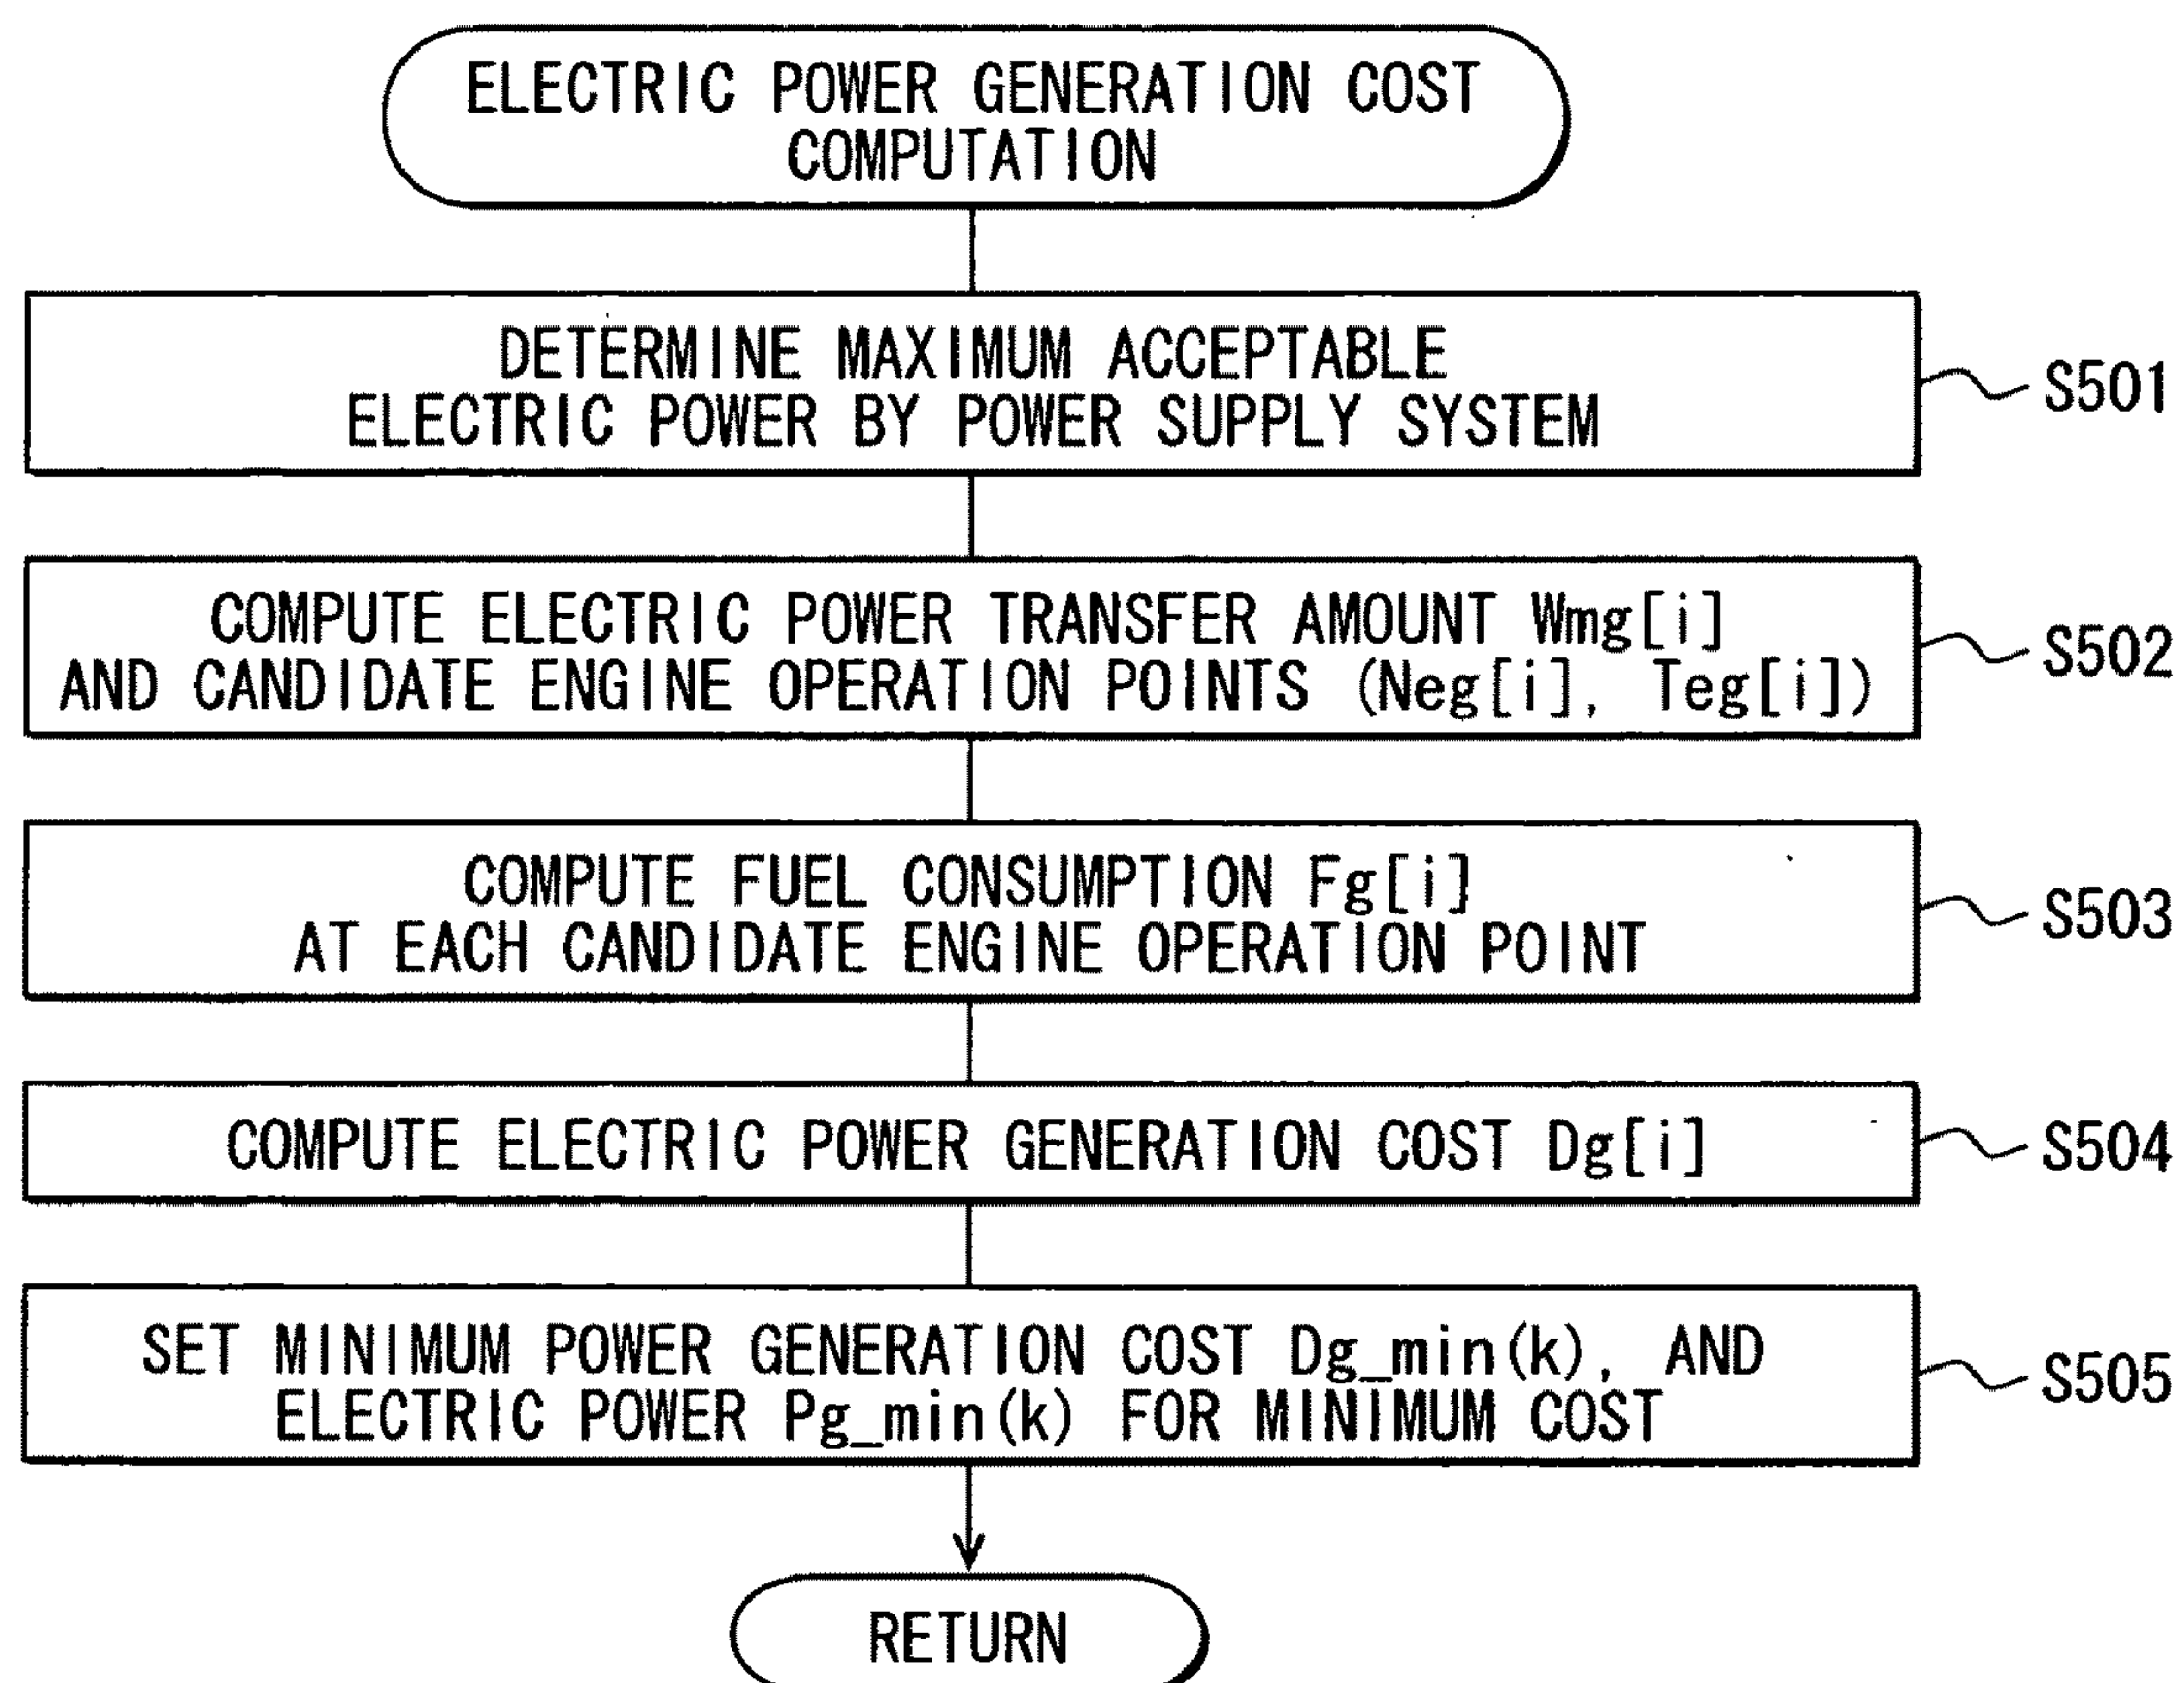 ELECTRIC POWER GENERATION COST
COMPUTATION
DETERMINE MAXIMUM ACCEPTABLE
ELECTRIC POWER BY POWER SUPPLY SYSTEM
S501
COMPUTE ELECTRIC POWER TRANSFER AMOUNT Wmg[i]
AND CANDIDATE ENGINE OPERATION POINTS (Neg[i], Teg[i])
S502
COMPUTE FUEL CONSUMPTION Fg[i]
AT EACH CANDIDATE ENGINE OPERATION POINT
S503
COMPUTE ELECTRIC POWER GENERATION COST Dg[i]
S504
SET MINIMUM POWER GENERATION COST Dg_min(k), AND
ELECTRIC POWER Pg_min(k) FOR MINIMUM COST
S505
RETURN